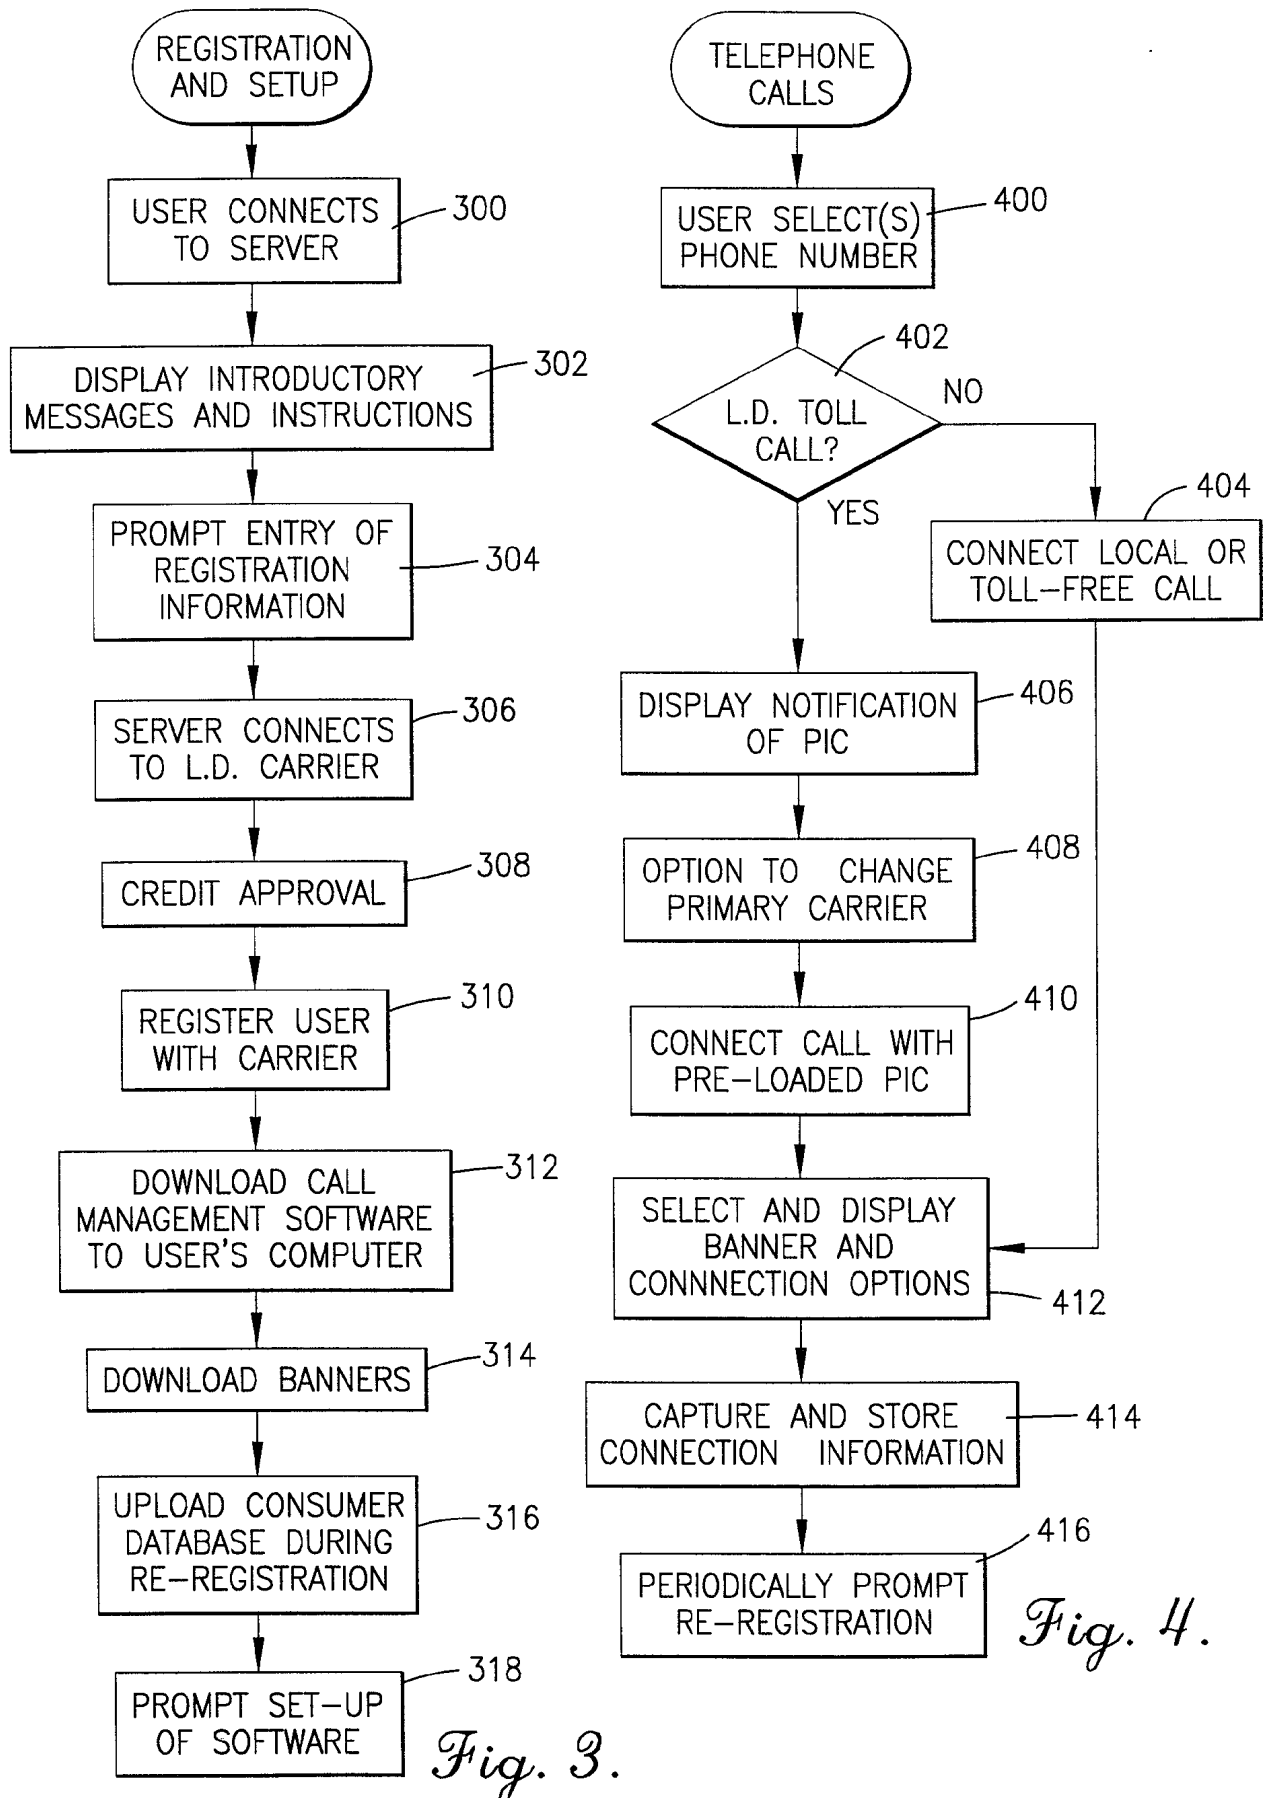 REGISTRATION
AND SETUP
USER CONNECTS
TO SERVER
300
DISPLAY INTRODUCTORY
MESSAGES AND INSTRUCTIONS
302
PROMPT ENTRY OF
REGISTRATION
INFORMATION
304
SERVER CONNECTS
TO L.D. CARRIER
306
CREDIT APPROVAL
308
REGISTER USER
WITH CARRIER
310
DOWNLOAD CALL
MANAGEMENT SOFTWARE
TO USER'S COMPUTER
312
DOWNLOAD BANNERS
314
UPLOAD CONSUMER
DATABASE DURING
RE-REGISTRATION
316
PROMPT SET-UP
OF SOFTWARE
318
Fig. 3.
TELEPHONE
CALLS
USER SELECT(S)
PHONE NUMBER
400
L.D. TOLL
CALL?
402
NO
YES
CONNECT LOCAL OR
TOLL-FREE CALL
404
DISPLAY NOTIFICATION
OF PIC
406
OPTION TO CHANGE
PRIMARY CARRIER
408
CONNECT CALL WITH
PRE-LOADED PIC
410
SELECT AND DISPLAY
BANNER AND
CONNNECTION OPTIONS
412
CAPTURE AND STORE
CONNECTION INFORMATION
414
PERIODICALLY PROMPT
RE-REGISTRATION
416
Fig. 4.